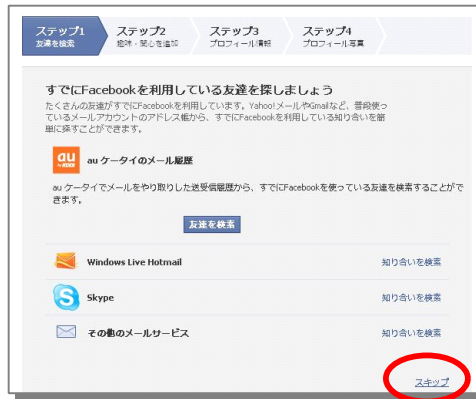 ステップ1 ステップ2 ステップ3 ステップ4
友達を検索 趣味・関心を追加 プロフィール情報 プロフィール写真
すでにFacebookを利用している友達を探しましょう
たくさんの友達がすでにFacebookを利用しています。Yahoo!メールやGmailなど、普段使っ
ているメールアカウントのアドレス帳から、すでにFacebookを利用している知り合いを簡
単に探すことができます。
au by KDDI au ケータイのメール履歴
au ケータイでメールをやり取りした送受信履歴から、すでにFacebookを使っている友達を検索することがで
きます。
友達を検索
Windows Live Hotmail 知り合いを検索
Skype 知り合いを検索
その他のメールサービス 知り合いを検索
スキップ